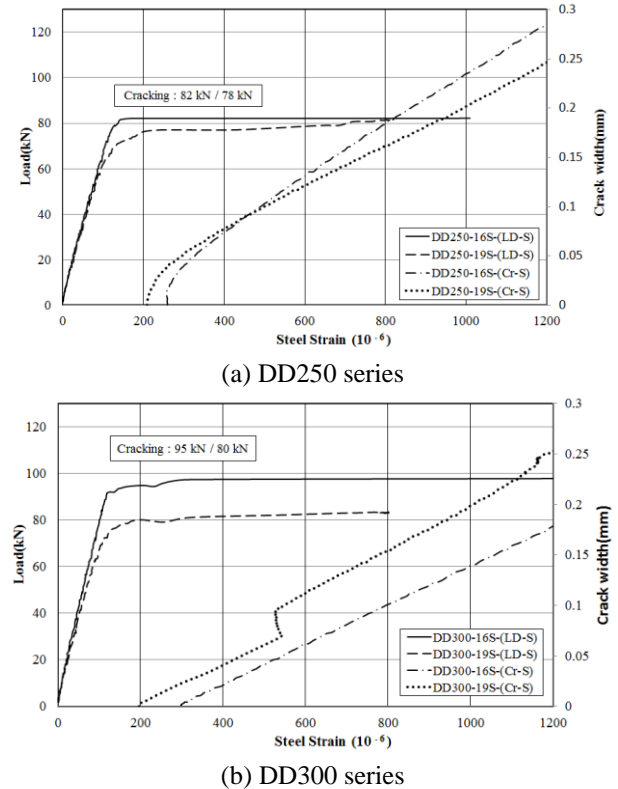 120
100
80
60
40
20
0
Load(kN)
0.3
0.25
0.2
0.15
0.1
0.05
0
Crack width(mm)
Cracking : 82 kN / 78 kN
DD250-16S-(LD-S)
DD250-19S-(LD-S)
DD250-16S-(Cr-S)
DD250-19S-(Cr-S)
0 200 400 600 800 1000 1200
Steel Strain (10 -6 )
(a) DD250 series
120
100
80
60
40
20
0
Load(kN)
0.3
0.25
0.2
0.15
0.1
0.05
0
Crack width(mm)
Cracking : 95 kN / 80 kN
DD300-16S-(LD-S)
DD300-19S-(LD-S)
DD300-16S-(Cr-S)
DD300-19S-(Cr-S)
0 200 400 600 800 1000 1200
Steel Strain (10 -6 )
(b) DD300 series